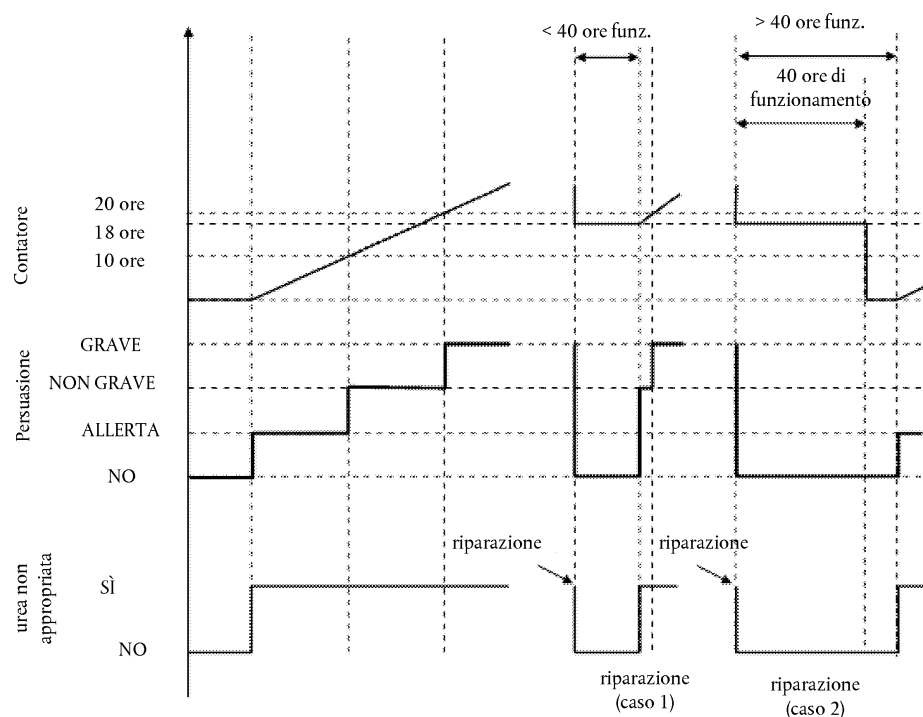 < 40 ore funz.
> 40 ore funz.
40 ore di
funzionamento
Contatore
20 ore
18 ore
10 ore
Persuasione
GRAVE
NON GRAVE
ALLERTA
NO
urea non
appropriata
riparazione
riparazione
SÌ
NO
riparazione
(caso 1)
riparazione
(caso 2)